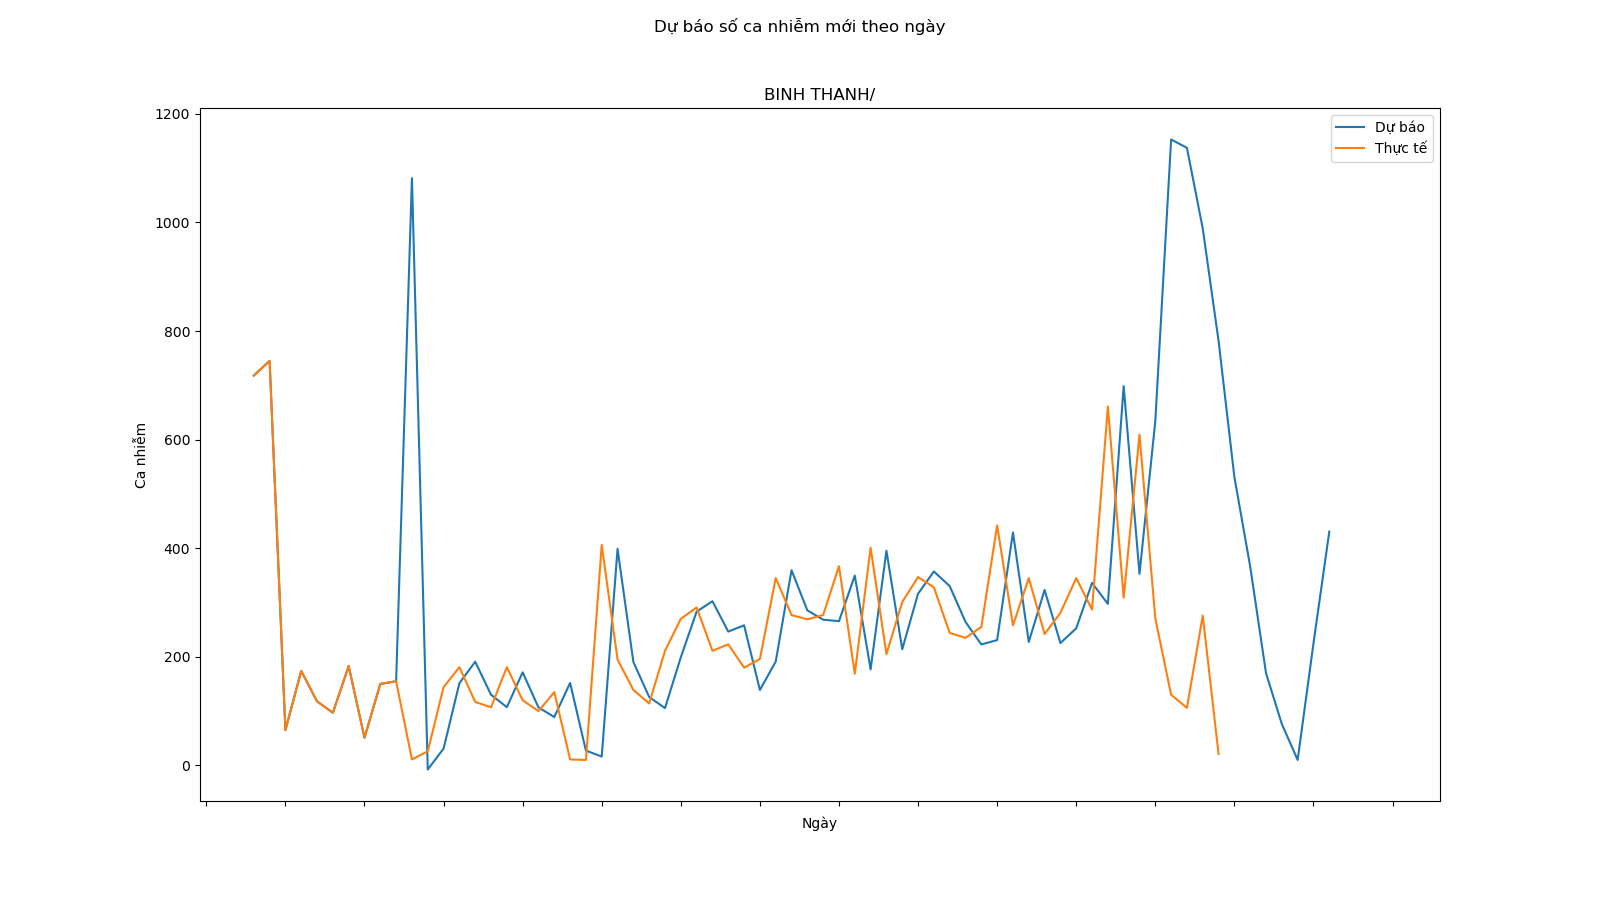 Dự báo số ca nhiễm mới theo ngày
BINH THANH/
Dự báo
Thực tế
1200
1000
800
600
400
200
0
Ca nhiễm
Ngày